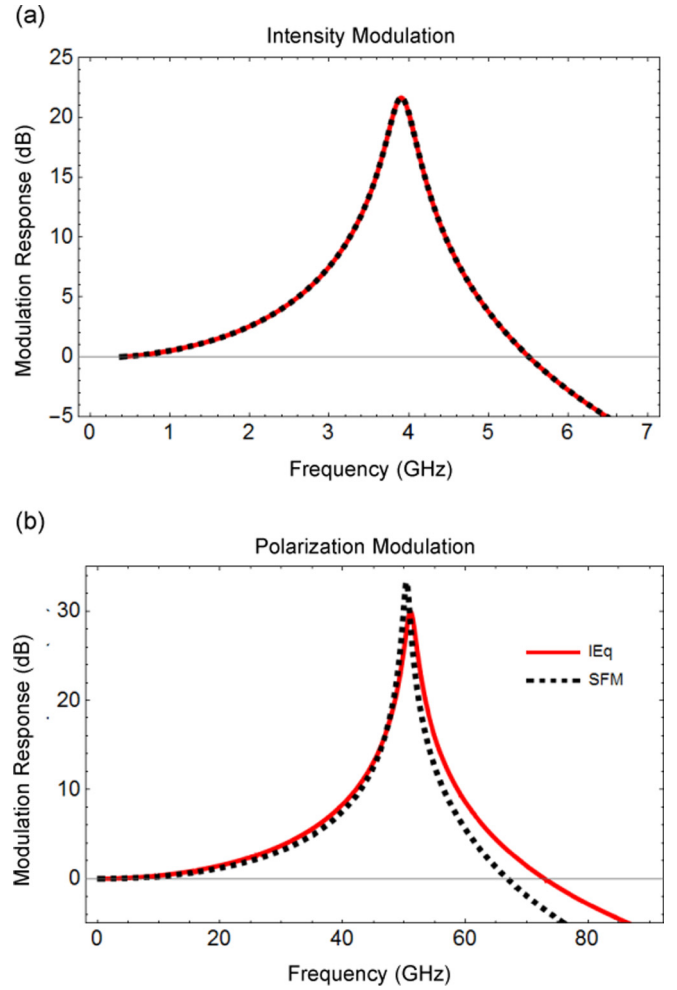 (a)
Intensity Modulation
25
20
15
10
5
0
−5
Modulation Response (dB)
0 1 2 3 4 5 6 7
Frequency (GHz)
(b)
Polarization Modulation
30
20
10
0
Modulation Response (dB)
IEq
SFM
0 20 40 60 80
Frequency (GHz)